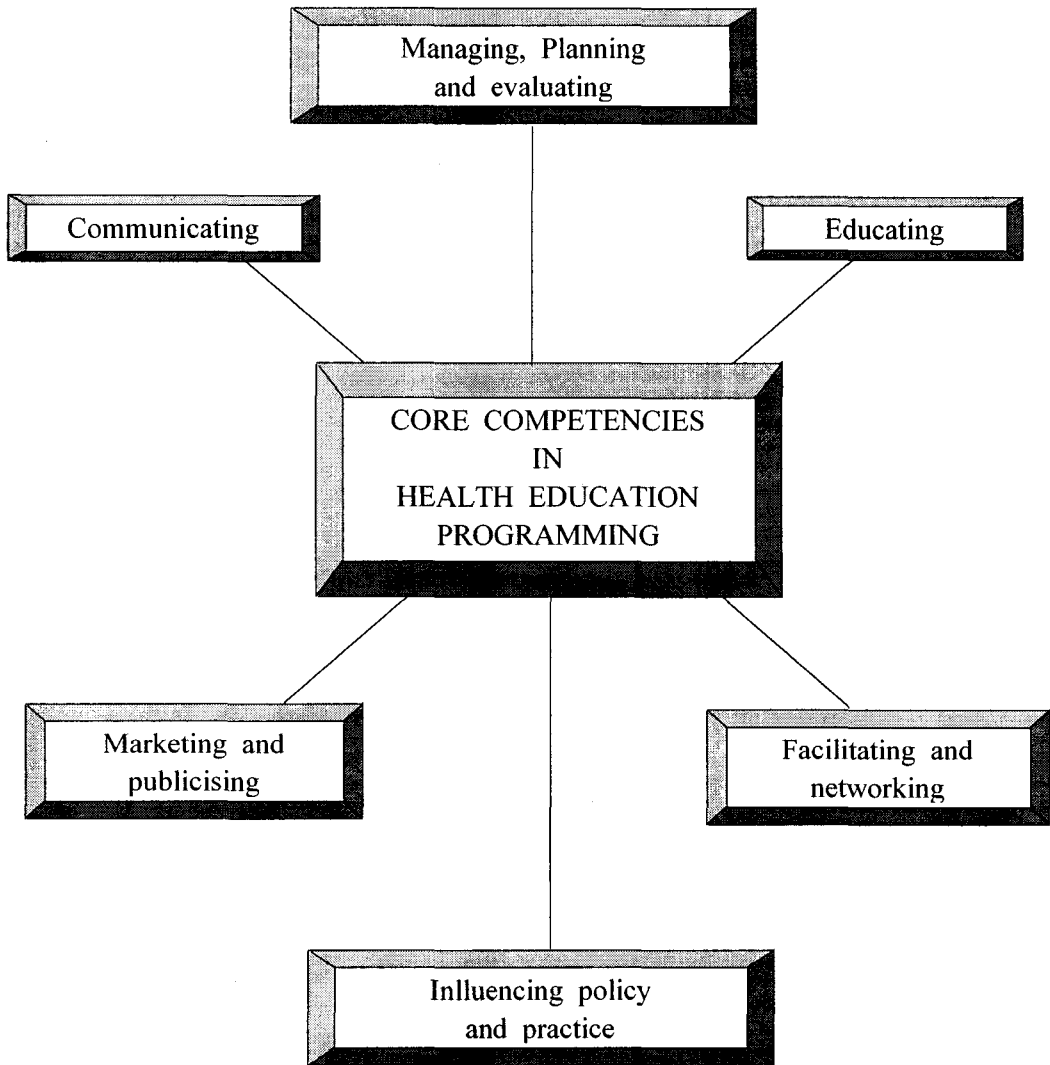 Managing, Planning
and evaluating
Communicating
Educating
CORE COMPETENCIES
IN
HEALTH EDUCATION
PROGRAMMING
Marketing and
publicising
Facilitating and
networking
Inlluencing policy
and practice